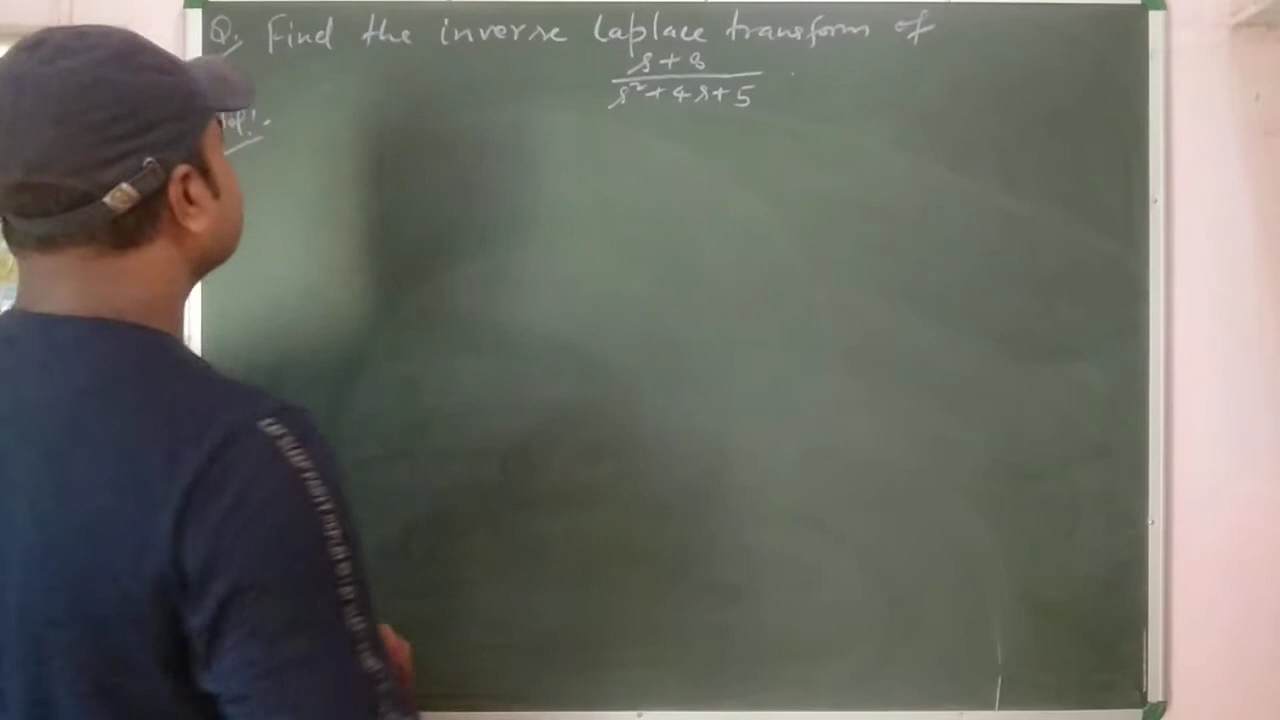 Q. Find the inverse Laplace transform of
s + 8
s² + 4s + 5